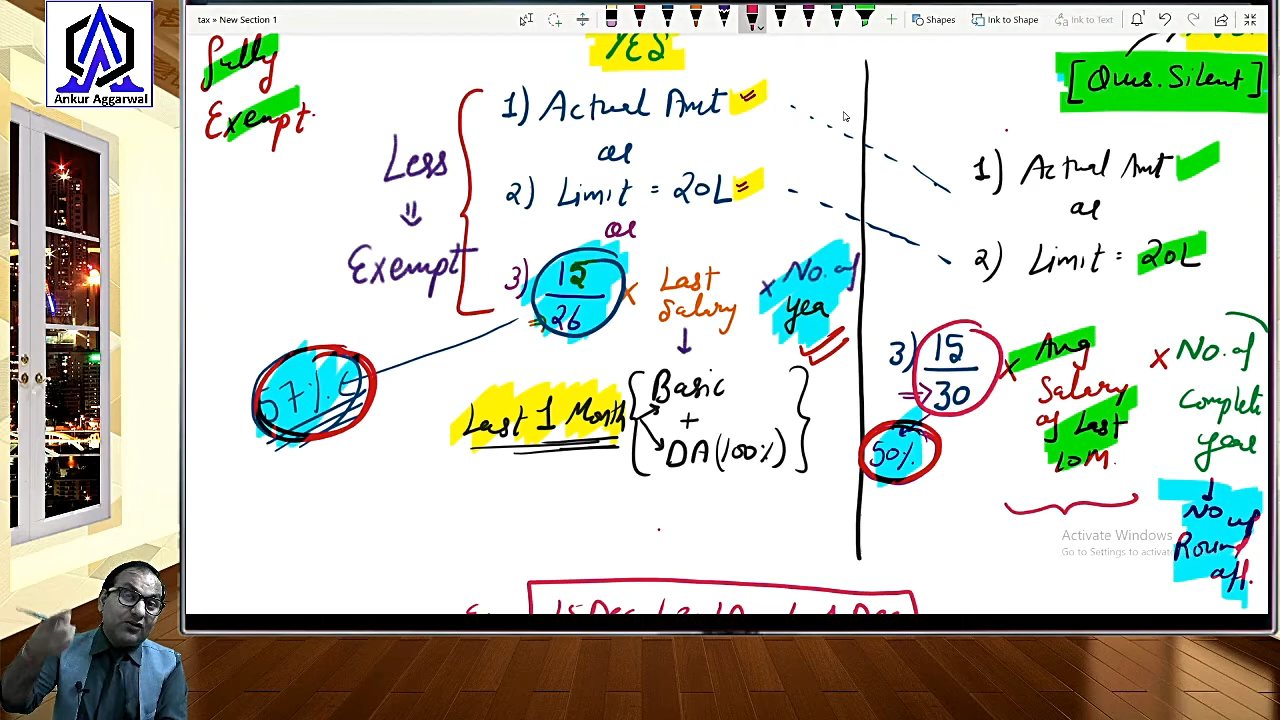 tax » New Section 1
Shapes
Ink to Shape
Ink to Text
Ankur Aggarwal
Fully
Exempt.
YES
[Ques. Silent]
1) Actual Amt
or
2) Limit = 20L
or
3) 15/26 × Last Salary × No. of year
Less
⇓
Exempt
57%
Last 1 Month
Basic
+
DA (100%)
1) Actual Amt
or
2) Limit = 20L
3) 15/30 × Avg Salary of Last 10M. × No. of Complete year
50%
No
Round
off.
Activate Windows
Go to Settings to activate